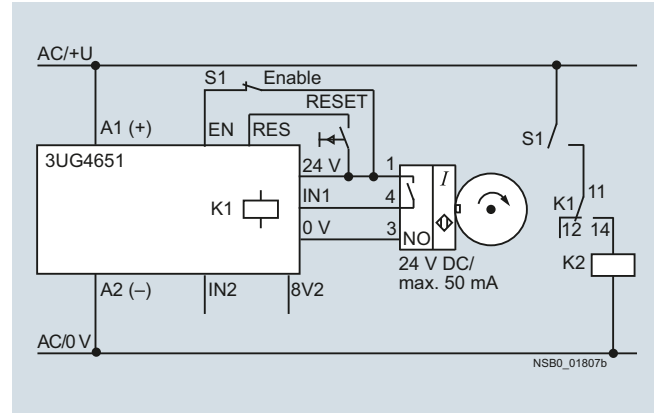 AC/+U
S1 Enable
RESET
A1 (+)
EN
RES
S1
3UG4651
24 V
1
I
IN1
4
K1
K1
11
0 V
3
NO
12 14
24 V DC/
max. 50 mA
K2
A2 (–)
IN2
8V2
AC/0 V
NSB0_01807b